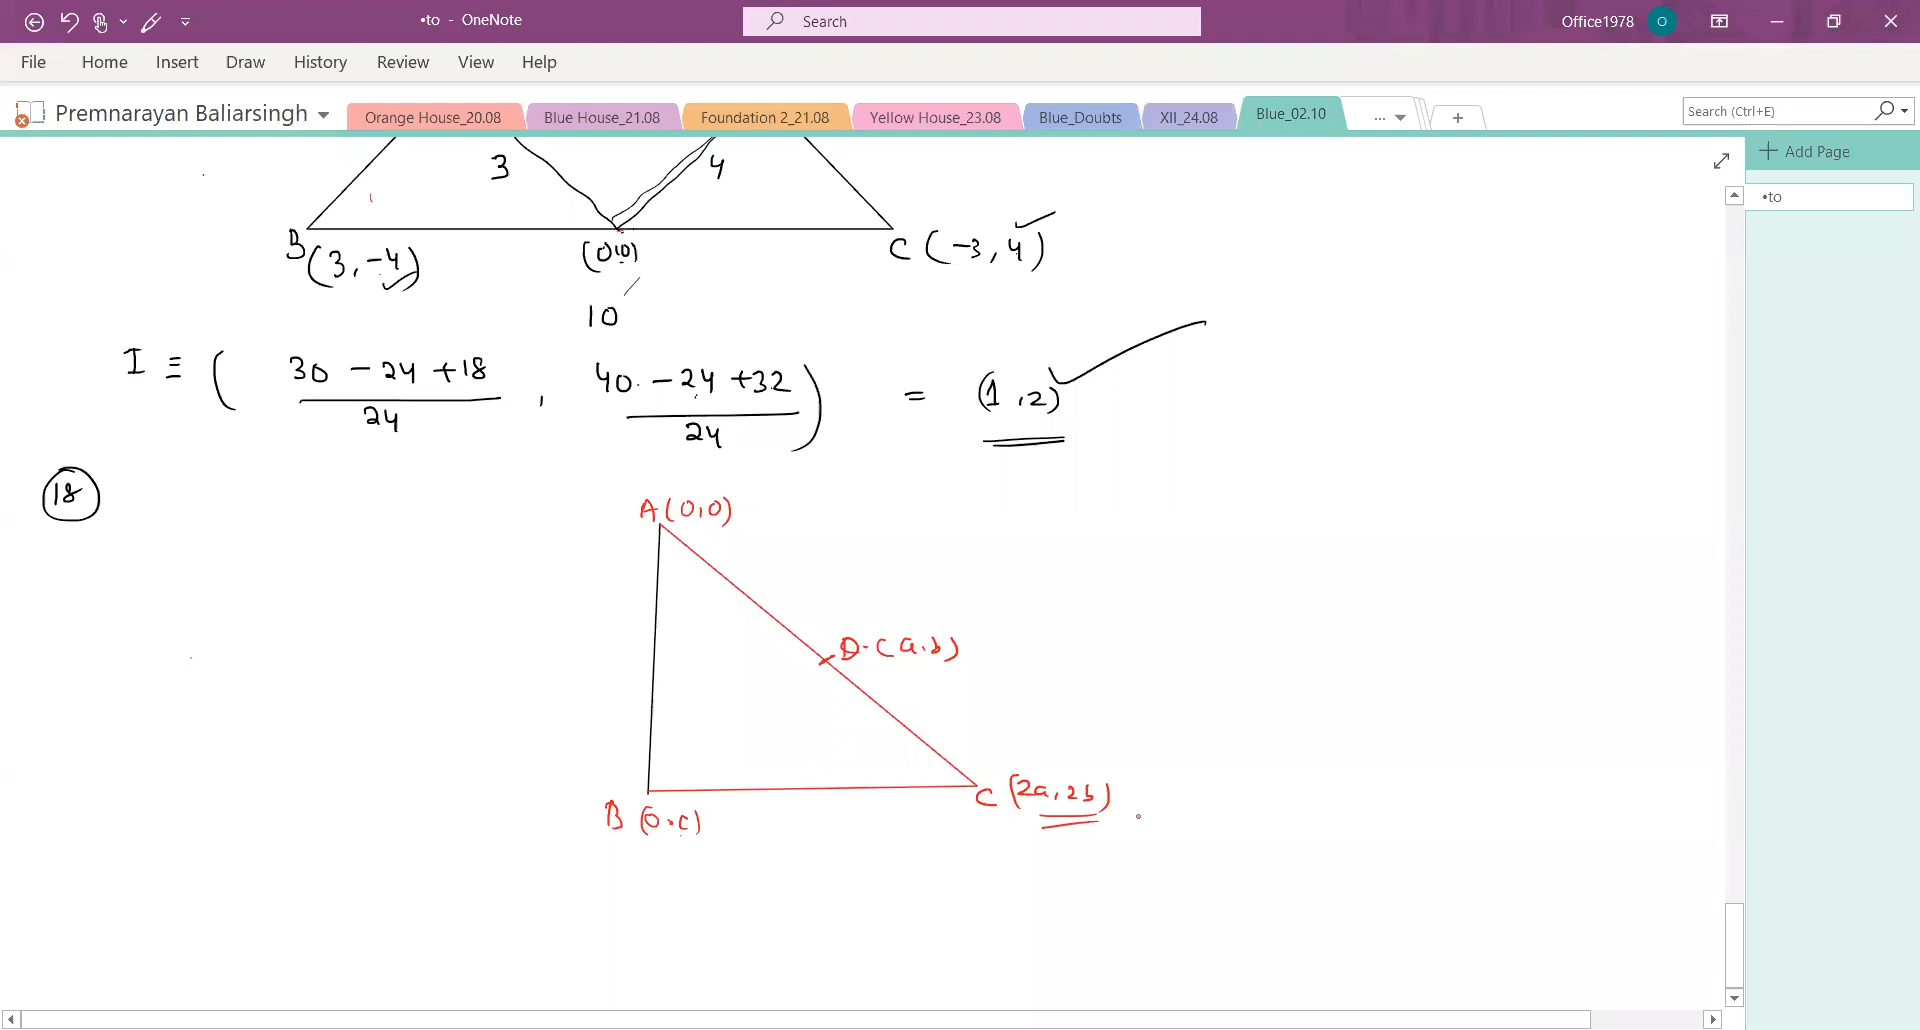 •to - OneNote
Search
Office1978
O
File Home Insert Draw History Review View Help
Premnarayan Baliarsingh
Orange House_20.08
Blue House_21.08
Foundation 2_21.08
Yellow House_23.08
Blue_Doubts
XII_24.08
Blue_02.10
...
+
Search (Ctrl+E)
+ Add Page
•to
3 4
B (3, -4) (0,0) C (-3, 4)
10
I ≡ ( 30 - 24 + 18 / 24 , 40 - 24 + 32 / 24 ) = (1, 2)
18
A (0,0)
D (a,b)
B (0,c) C (2a, 2b)